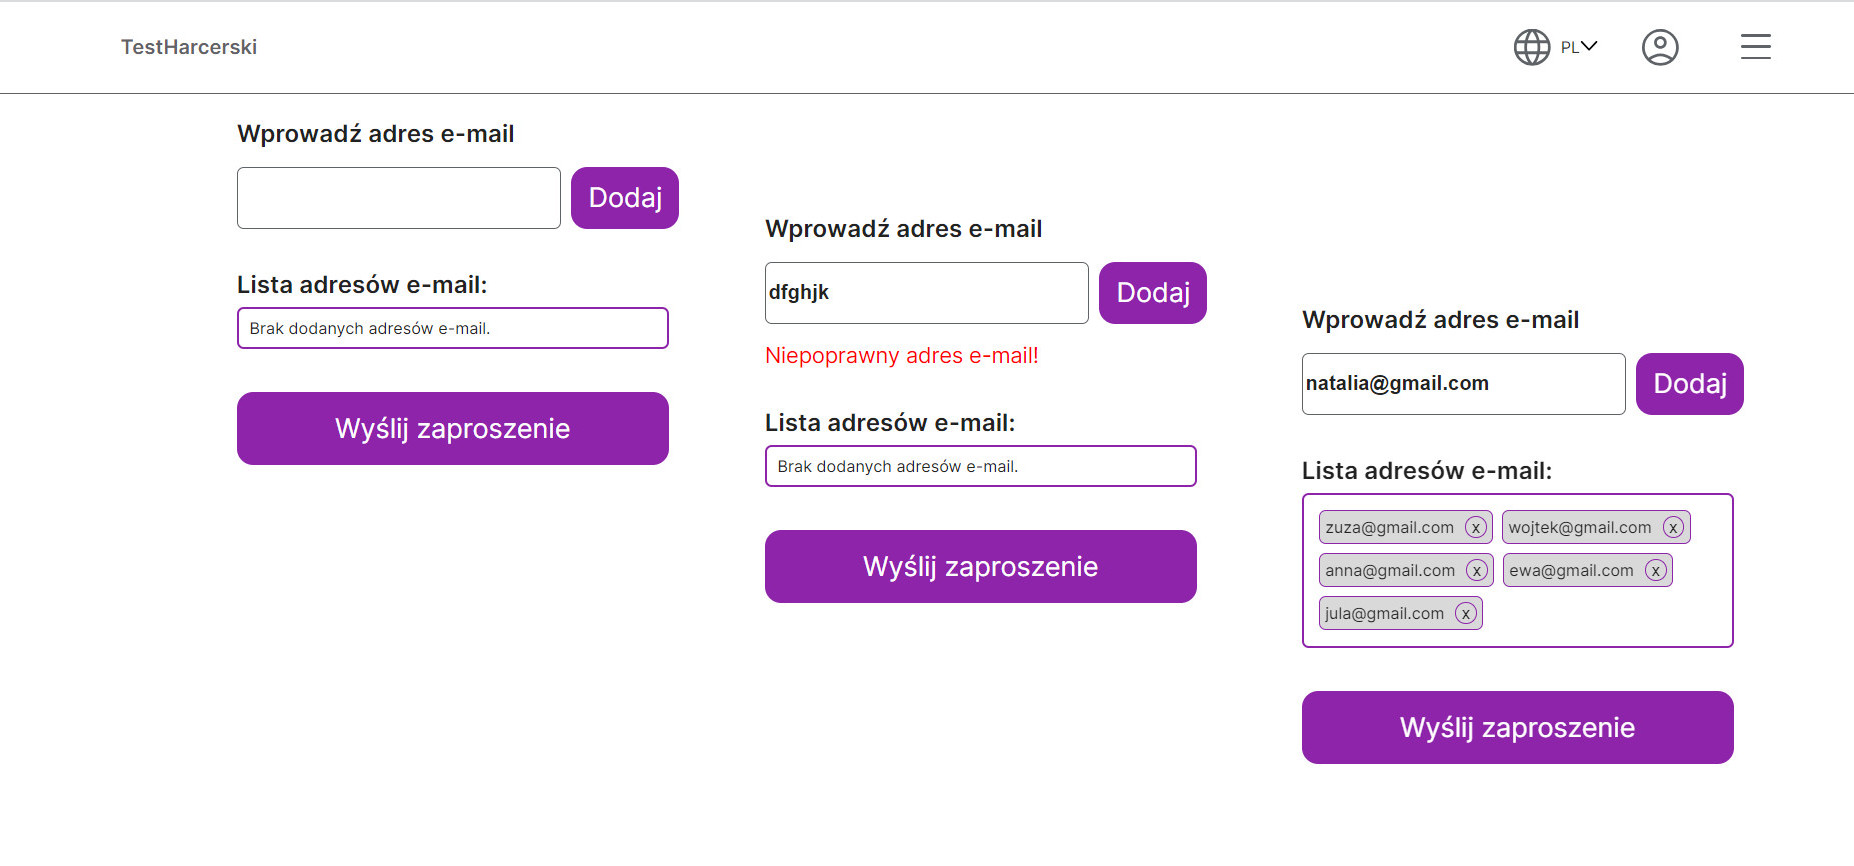 TestHarcerski
PL
Wprowadź adres e-mail
Dodaj
Lista adresów e-mail:
Brak dodanych adresów e-mail.
Wyślij zaproszenie
Wprowadź adres e-mail
dfghjk
Dodaj
Niepoprawny adres e-mail!
Lista adresów e-mail:
Brak dodanych adresów e-mail.
Wyślij zaproszenie
Wprowadź adres e-mail
natalia@gmail.com
Dodaj
Lista adresów e-mail:
zuza@gmail.com x wojtek@gmail.com x
anna@gmail.com x ewa@gmail.com x
jula@gmail.com x
Wyślij zaproszenie